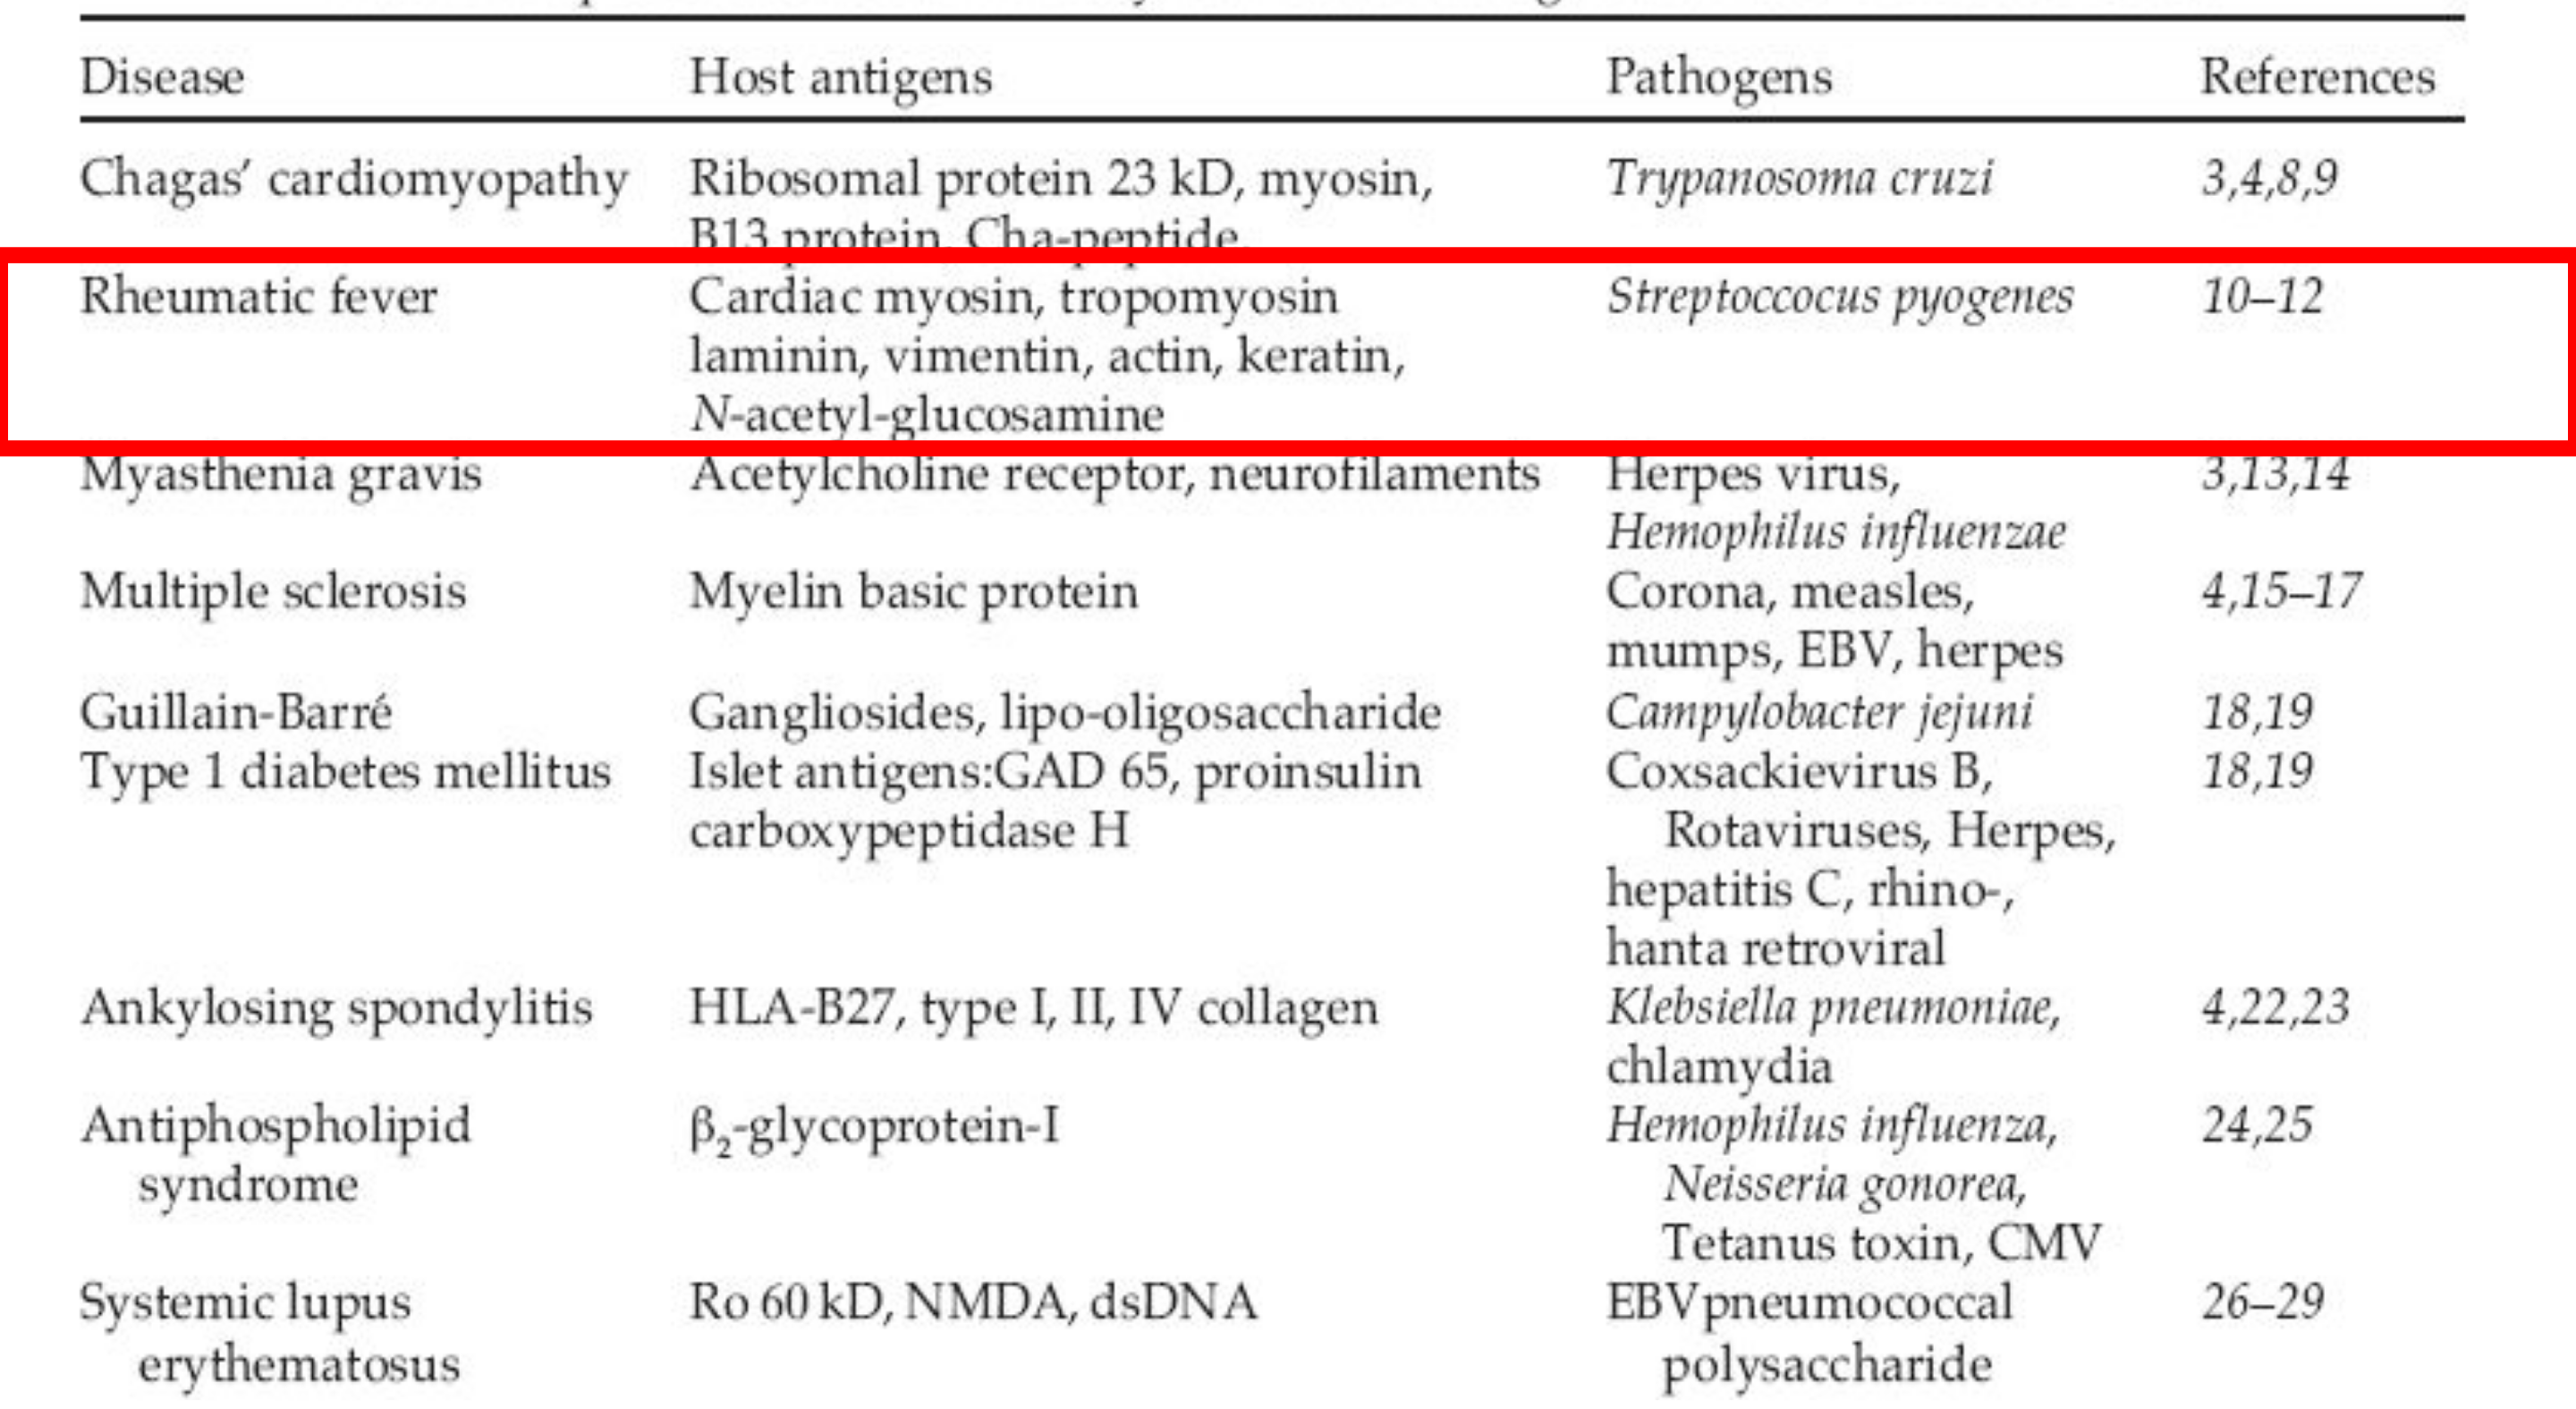 Disease Host antigens Pathogens References
Chagas' cardiomyopathy Ribosomal protein 23 kD, myosin, Trypanosoma cruzi 3,4,8,9
B13 protein, Cha-peptide,
Rheumatic fever Cardiac myosin, tropomyosin Streptoccocus pyogenes 10–12
laminin, vimentin, actin, keratin,
N-acetyl-glucosamine
Myasthenia gravis Acetylcholine receptor, neurofilaments Herpes virus, 3,13,14
Hemophilus influenzae
Multiple sclerosis Myelin basic protein Corona, measles, 4,15–17
mumps, EBV, herpes
Guillain-Barré Gangliosides, lipo-oligosaccharide Campylobacter jejuni 18,19
Type 1 diabetes mellitus Islet antigens:GAD 65, proinsulin Coxsackievirus B, 18,19
carboxypeptidase H Rotaviruses, Herpes,
hepatitis C, rhino-,
hanta retroviral
Ankylosing spondylitis HLA-B27, type I, II, IV collagen Klebsiella pneumoniae, 4,22,23
chlamydia
Antiphospholipid β₂-glycoprotein-I Hemophilus influenza, 24,25
syndrome Neisseria gonorea,
Tetanus toxin, CMV
Systemic lupus Ro 60 kD, NMDA, dsDNA EBVpneumococcal 26–29
erythematosus polysaccharide